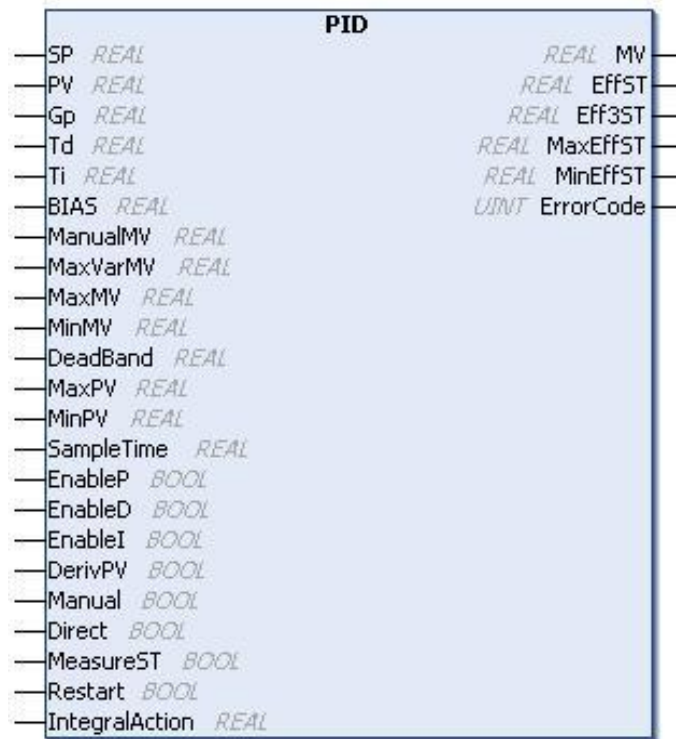 PID
SP REAL REAL MV
PV REAL REAL EffST
Gp REAL REAL Eff3ST
Td REAL REAL MaxEffST
Ti REAL REAL MinEffST
BIAS REAL UINT ErrorCode
ManualMV REAL
MaxVarMV REAL
MaxMV REAL
MinMV REAL
DeadBand REAL
MaxPV REAL
MinPV REAL
SampleTime REAL
EnableP BOOL
EnableD BOOL
EnableI BOOL
DerivPV BOOL
Manual BOOL
Direct BOOL
MeasureST BOOL
Restart BOOL
IntegralAction REAL